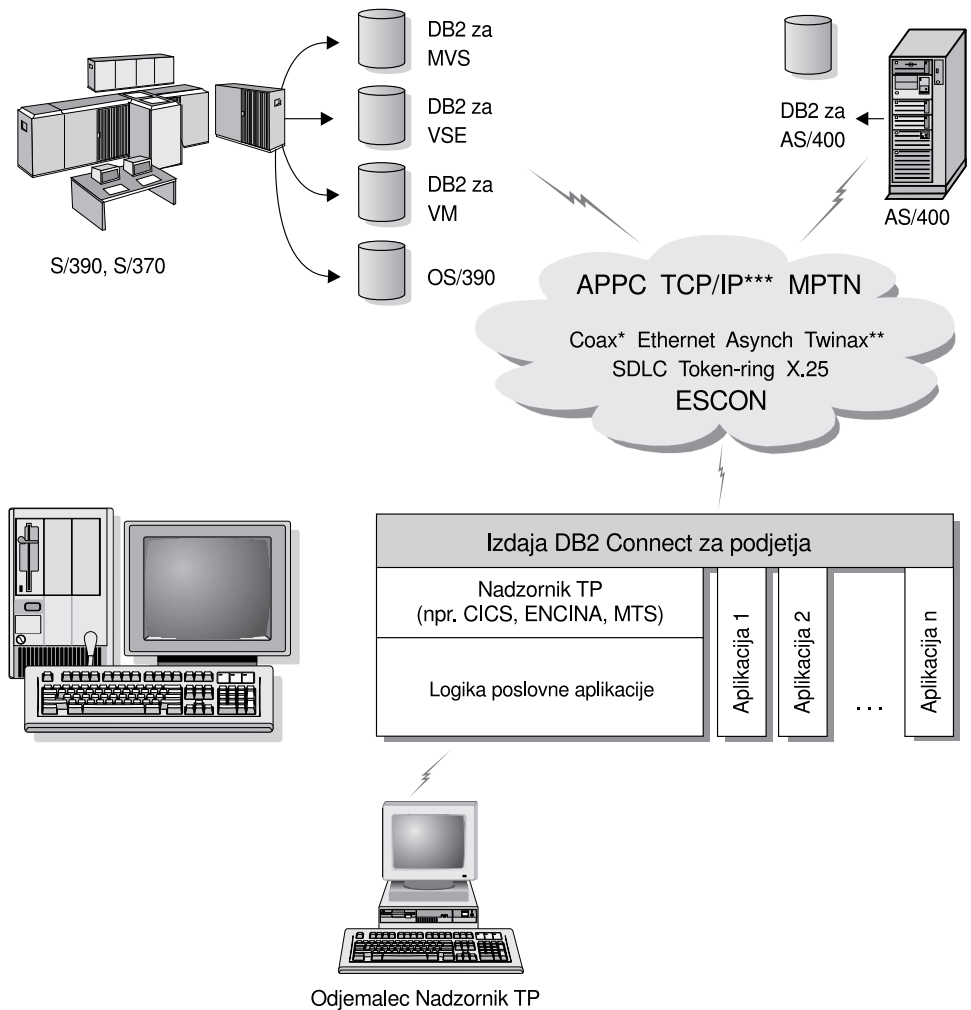 DB2 za
MVS
DB2 za
VSE
DB2 za
VM
OS/390
S/390, S/370
DB2 za
AS/400
AS/400
APPC TCP/IP*** MPTN
Coax* Ethernet Asynch Twinax**
SDLC Token-ring X.25
ESCON
Izdaja DB2 Connect za podjetja
Nadzornik TP
(npr. CICS, ENCINA, MTS)
Logika poslovne aplikacije
Aplikacija 1
Aplikacija 2
. . .
Aplikacija n
Odjemalec Nadzornik TP